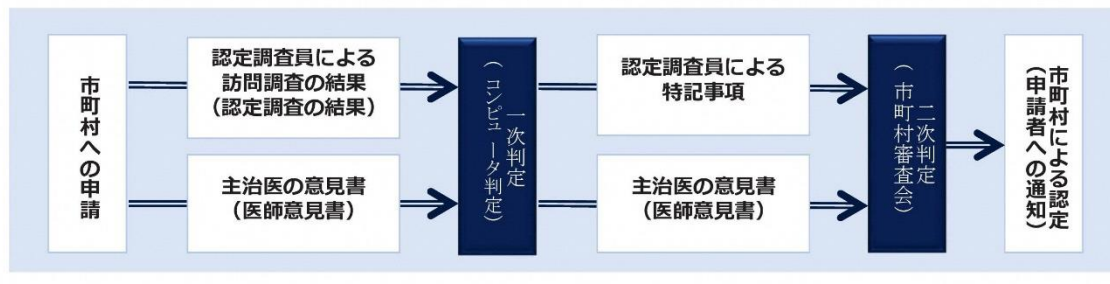 市町村への申請
認定調査員による
訪問調査の結果
（認定調査の結果）
主治医の意見書
（医師意見書）
一次判定
（コンピュータ判定）
認定調査員による
特記事項
主治医の意見書
（医師意見書）
二次判定
（市町村審査会）
市町村による認定
（申請者への通知）